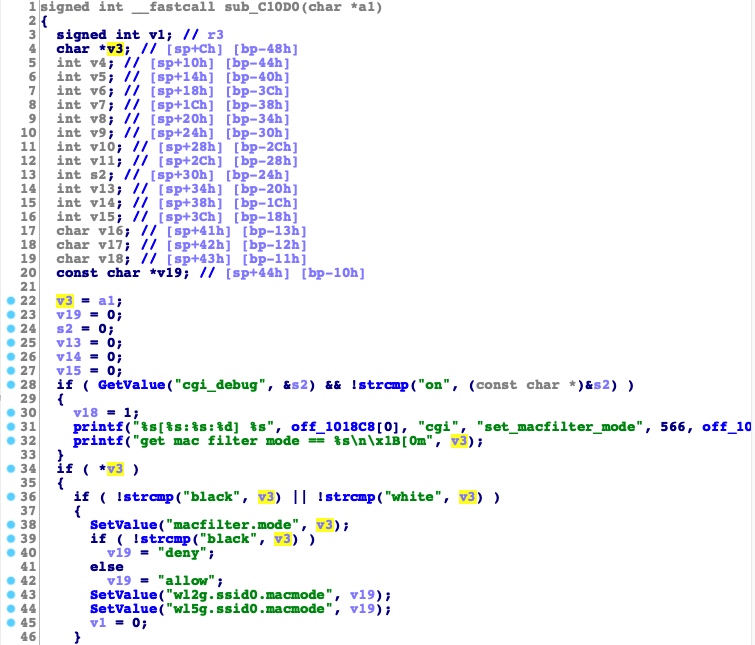 1 signed int __fastcall sub_C10D0(char *a1)
2 {
3 signed int v1; // r3
4 char *v3; // [sp+Ch] [bp-48h]
5 int v4; // [sp+10h] [bp-44h]
6 int v5; // [sp+14h] [bp-40h]
7 int v6; // [sp+18h] [bp-3Ch]
8 int v7; // [sp+1Ch] [bp-38h]
9 int v8; // [sp+20h] [bp-34h]
10 int v9; // [sp+24h] [bp-30h]
11 int v10; // [sp+28h] [bp-2Ch]
12 int v11; // [sp+2Ch] [bp-28h]
13 int s2; // [sp+30h] [bp-24h]
14 int v13; // [sp+34h] [bp-20h]
15 int v14; // [sp+38h] [bp-1Ch]
16 int v15; // [sp+3Ch] [bp-18h]
17 char v16; // [sp+41h] [bp-13h]
18 char v17; // [sp+42h] [bp-12h]
19 char v18; // [sp+43h] [bp-11h]
20 const char *v19; // [sp+44h] [bp-10h]
21
22 v3 = a1;
23 v19 = 0;
24 s2 = 0;
25 v13 = 0;
26 v14 = 0;
27 v15 = 0;
28 if ( GetValue("cgi_debug", &s2) && !strcmp("on", (const char *)&s2) )
29 {
30 v18 = 1;
31 printf("%s[%s:%s:%d] %s", off_1018C8[0], "cgi", "set_macfilter_mode", 566, off_10
32 printf("get mac filter mode == %s\n\x1B[0m", v3);
33 }
34 if ( *v3 )
35 {
36 if ( !strcmp("black", v3) || !strcmp("white", v3) )
37 {
38 SetValue("macfilter.mode", v3);
39 if ( !strcmp("black", v3) )
40 v19 = "deny";
41 else
42 v19 = "allow";
43 SetValue("wl2g.ssid0.macmode", v19);
44 SetValue("wl5g.ssid0.macmode", v19);
45 v1 = 0;
46 }